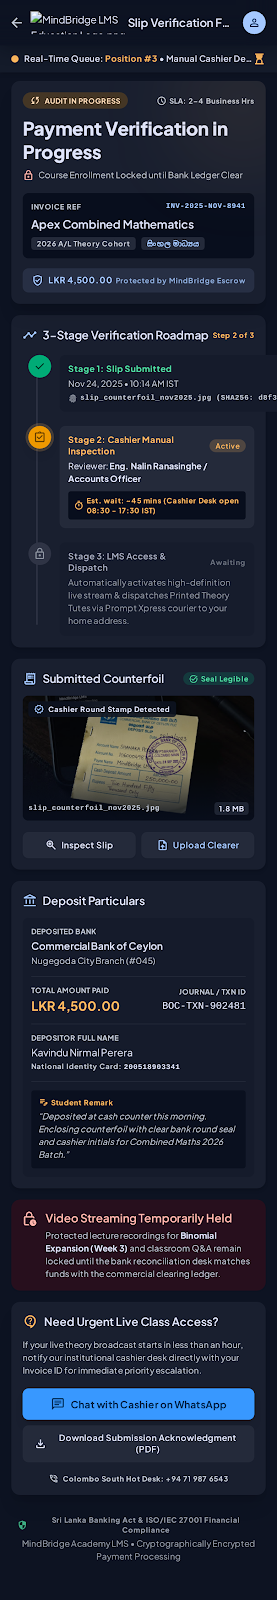 MindBridge LMS
Education Logo.png
Slip Verification F...
Real-Time Queue: Position #3 • Manual Cashier De...
AUDIT IN PROGRESS
SLA: 2-4 Business Hrs
Payment Verification in
Progress
Course Enrollment Locked until Bank Ledger Clear
INVOICE REF
INV-2025-NOV-8941
Apex Combined Mathematics
2026 A/L Theory Cohort
සිංහල මාධ්‍යය
LKR 4,500.00
Protected by MindBridge Escrow
3-Stage Verification Roadmap
Step 2 of 3
Stage 1: Slip Submitted
Nov 24, 2025 • 10:14 AM IST
slip_counterfoil_nov2025.jpg (SHA256: d8f3
Stage 2: Cashier Manual
Inspection
Active
Reviewer: Eng. Nalin Ranasinghe /
Accounts Officer
Est. wait: ~45 mins (Cashier Desk open
08:30 - 17:30 IST)
Stage 3: LMS Access &
Dispatch
Awaiting
Automatically activates high-definition
live stream & dispatches Printed Theory
Tutes via Prompt Xpress courier to your
home address.
Submitted Counterfoil
Seal Legible
Cashier Round Stamp Detected
slip_counterfoil_nov2025.jpg
1.8 MB
Inspect Slip
Upload Clearer
Deposit Particulars
DEPOSITED BANK
Commercial Bank of Ceylon
Nugegoda City Branch (#045)
TOTAL AMOUNT PAID
JOURNAL / TXN ID
LKR 4,500.00
BOC-TXN-902481
DEPOSITOR FULL NAME
Kavindu Nirmal Perera
National Identity Card: 200518903341
Student Remark
"Deposited at cash counter this morning.
Enclosing counterfoil with clear bank round seal
and cashier initials for Combined Maths 2026
Batch."
Video Streaming Temporarily Held
Protected lecture recordings for Binomial
Expansion (Week 3) and classroom Q&A remain
locked until the bank reconciliation desk matches
funds with the commercial clearing ledger.
Need Urgent Live Class Access?
If your live theory broadcast starts in less than an hour,
notify our institutional cashier desk directly with your
Invoice ID for immediate priority escalation.
Chat with Cashier on WhatsApp
Download Submission Acknowledgment
(PDF)
Colombo South Hot Desk: +94 71 987 6543
Sri Lanka Banking Act & ISO/IEC 27001 Financial
Compliance
MindBridge Academy LMS • Cryptographically Encrypted
Payment Processing